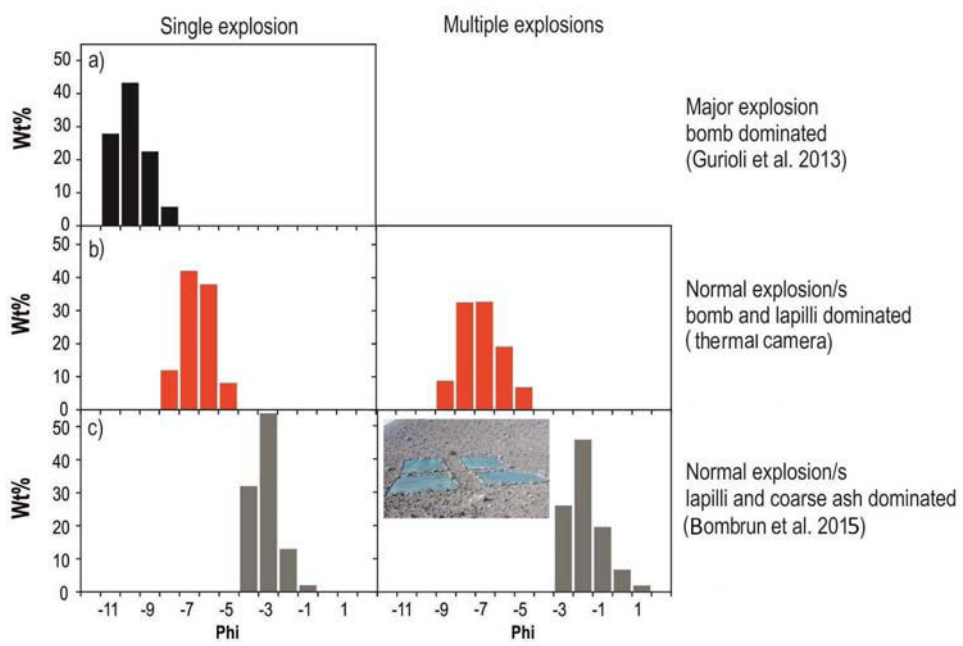 Single explosion
Multiple explosions
a)
50
40
30
20
10
0
Wt%
Major explosion
bomb dominated
(Gurioli et al. 2013)
b)
50
40
30
20
10
0
Wt%
Normal explosion/s
bomb and lapilli dominated
(thermal camera)
c)
50
40
30
20
10
0
Wt%
Normal explosion/s
lapilli and coarse ash dominated
(Bombrun et al. 2015)
-11 -9 -7 -5 -3 -1 1
Phi
-11 -9 -7 -5 -3 -1 1
Phi